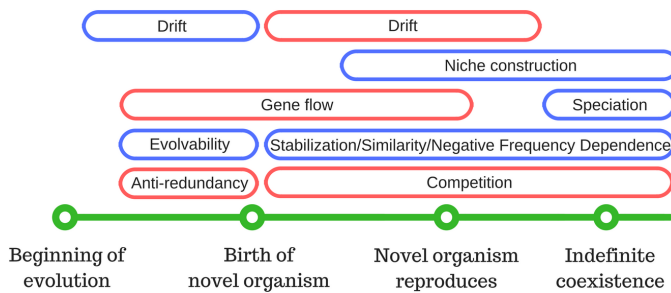 Drift
Drift
Niche construction
Gene flow
Speciation
Evolvability
Stabilization/Similarity/Negative Frequency Dependence
Anti-redundancy
Competition
Beginning of
evolution
Birth of
novel organism
Novel organism
reproduces
Indefinite
coexistence